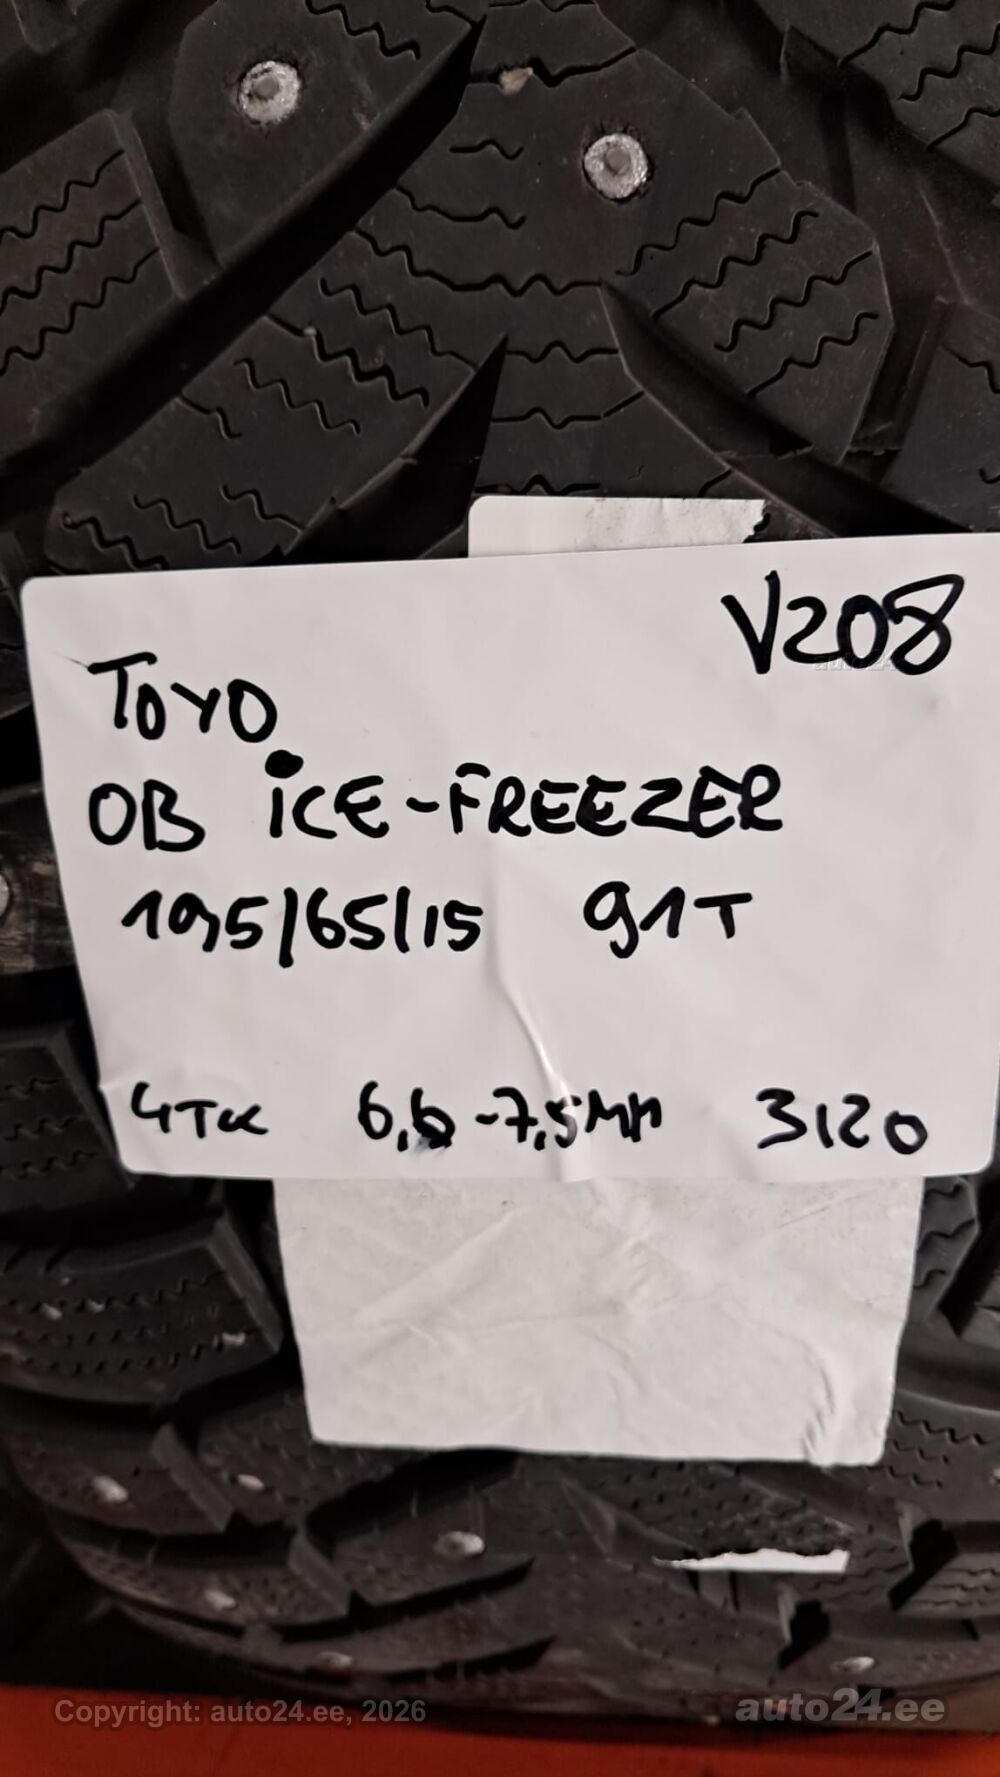 V208
TOYO
OB iCE-FREEZER
195/65/15 91T
4TK 6,6-7,5MM 3120
Copyright: auto24.ee, 2026 auto24.ee